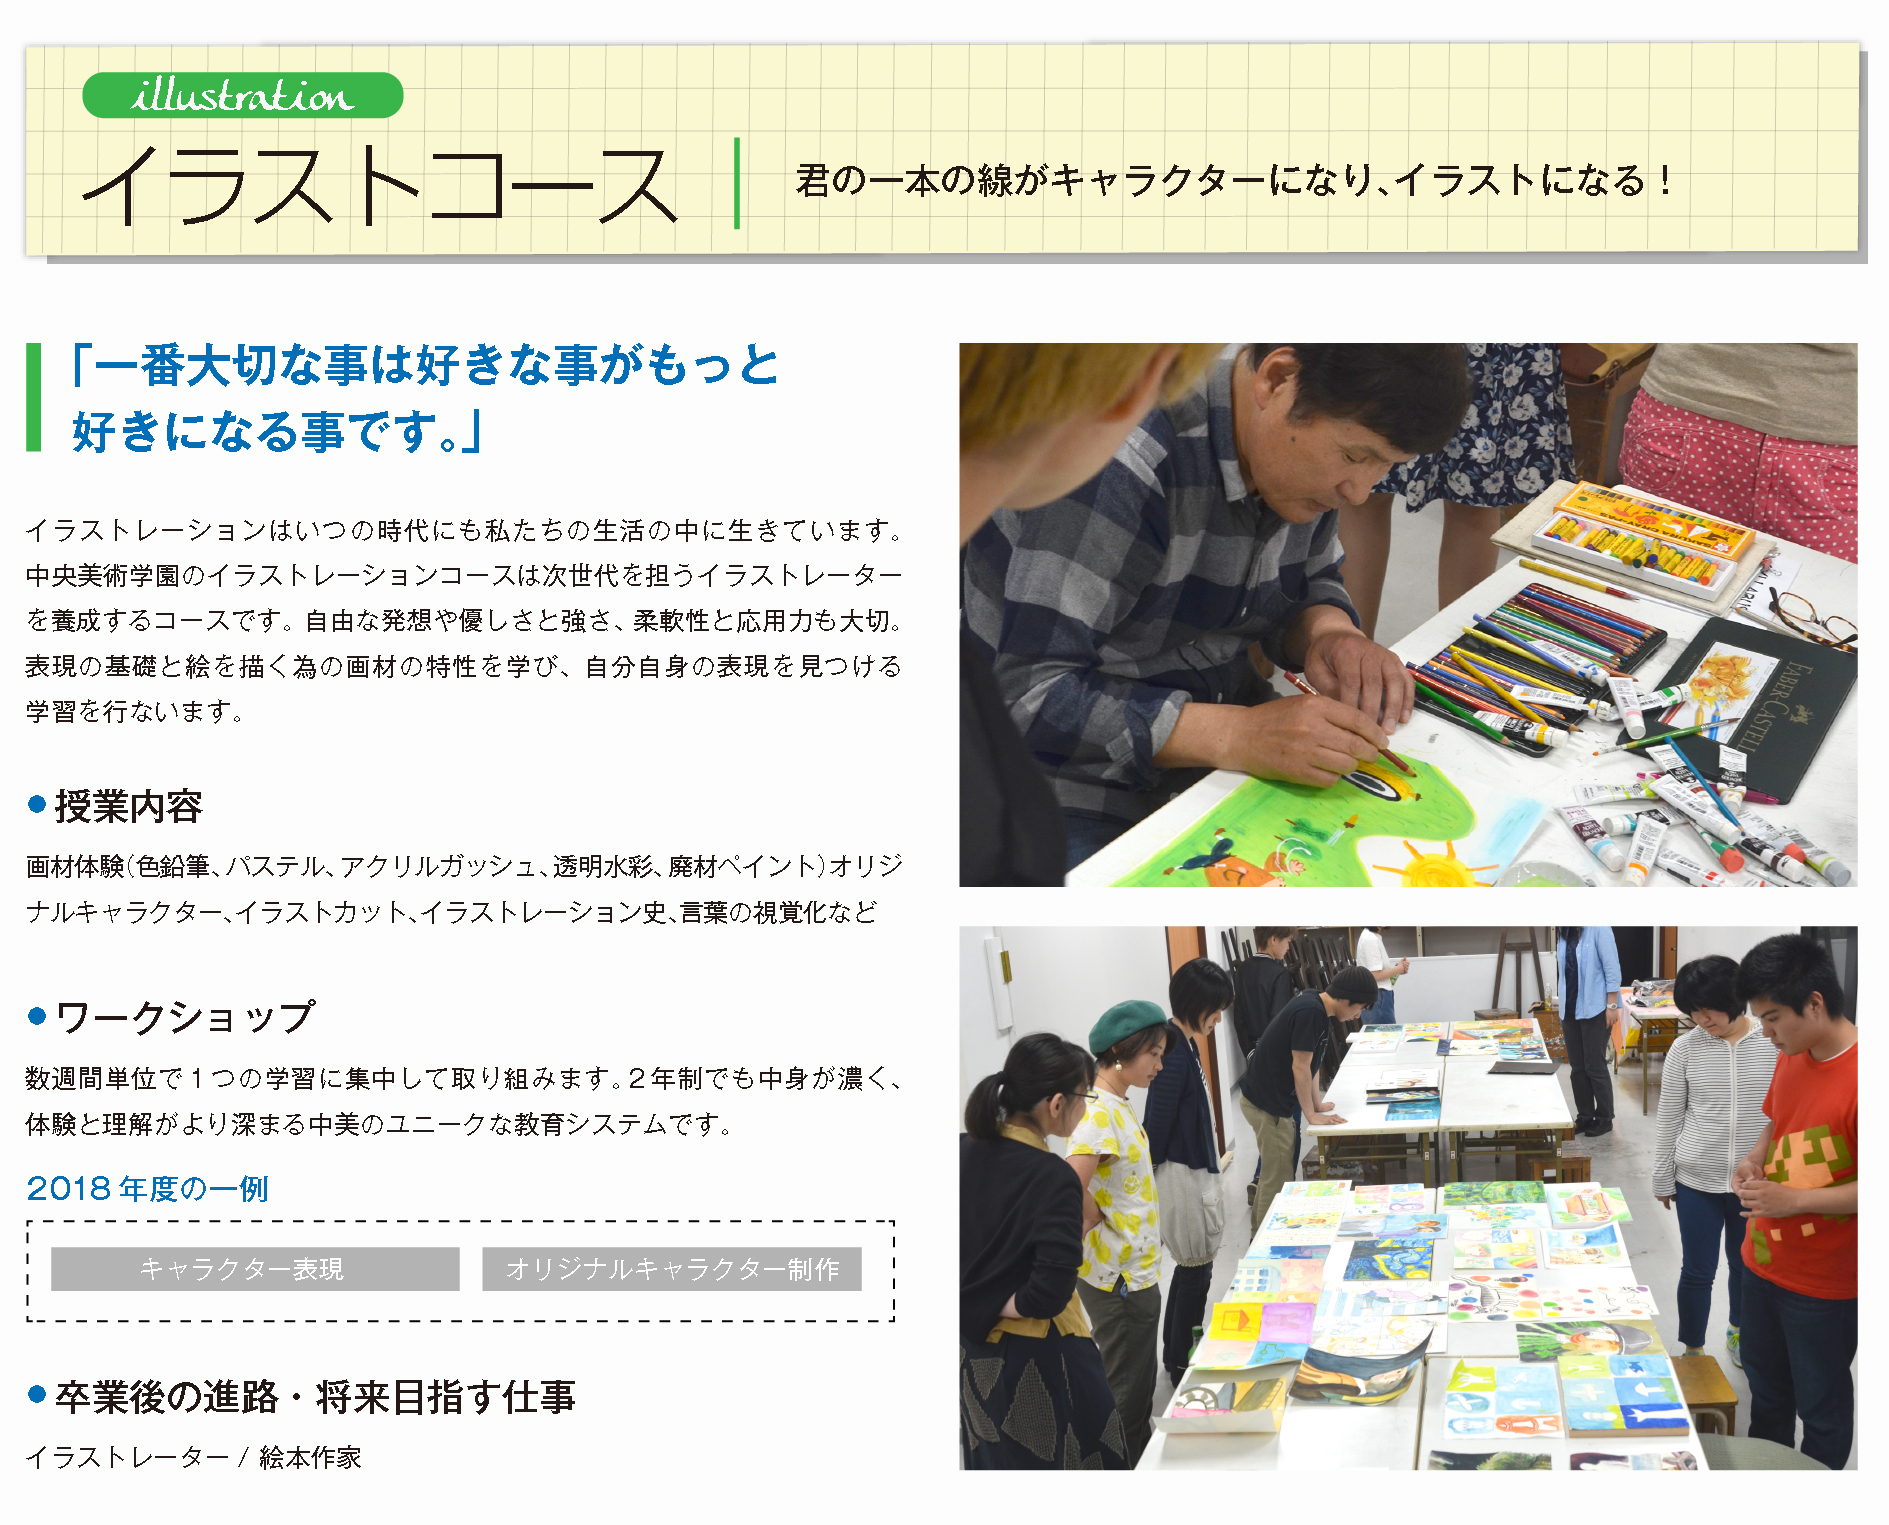 illustration
イラストコース
君の一本の線がキャラクターになり、イラストになる！
「一番大切な事は好きな事がもっと
好きになる事です。」
イラストレーションはいつの時代にも私たちの生活の中に生きています。
中央美術学園のイラストレーションコースは次世代を担うイラストレーター
を養成するコースです。自由な発想や優しさと強さ、柔軟性と応用力も大切。
表現の基礎と絵を描く為の画材の特性を学び、自分自身の表現を見つける
学習を行ないます。
●授業内容
画材体験（色鉛筆、パステル、アクリルガッシュ、透明水彩、廃材ペイント）オリジ
ナルキャラクター、イラストカット、イラストレーション史、言葉の視覚化など
●ワークショップ
数週間単位で１つの学習に集中して取り組みます。２年制でも中身が濃く、
体験と理解がより深まる中美のユニークな教育システムです。
2018 年度の一例
キャラクター表現
オリジナルキャラクター制作
●卒業後の進路・将来目指す仕事
イラストレーター / 絵本作家
FABER-CASTELL